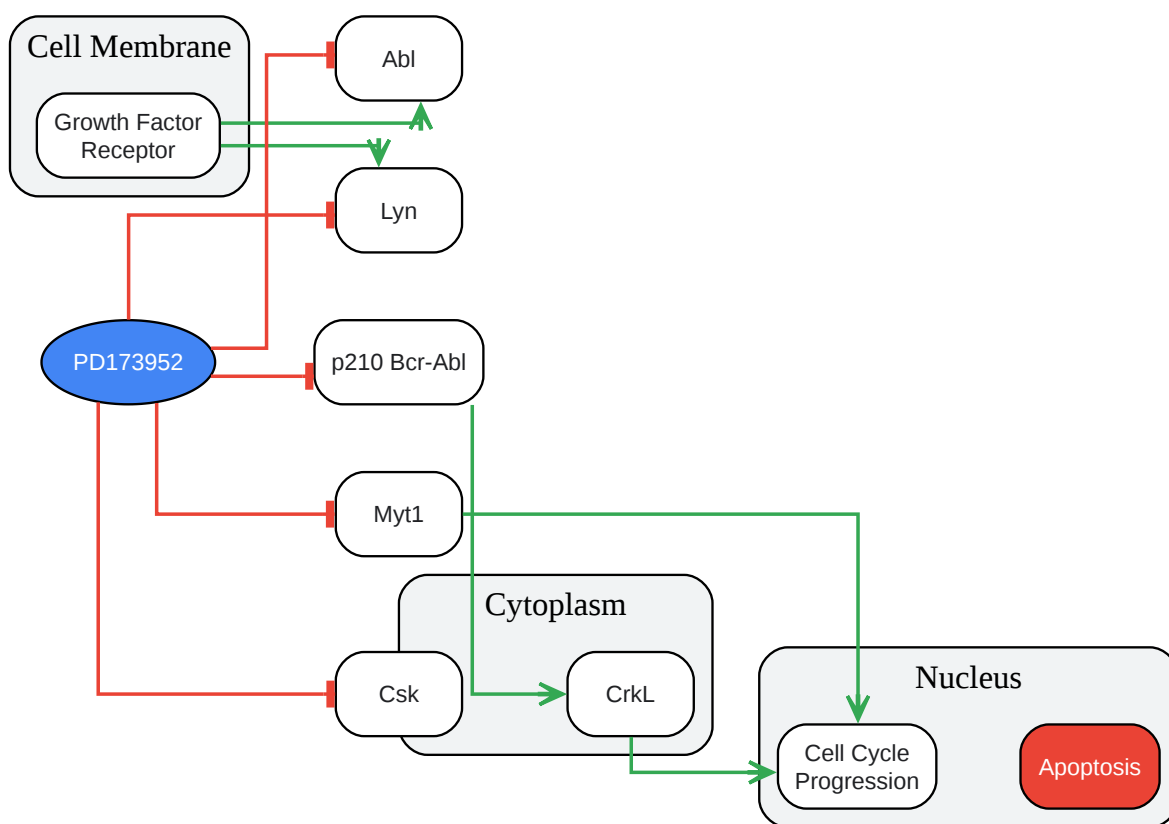 Cell Membrane
Growth Factor
Receptor
Abl
Lyn
PD173952
p210 Bcr-Abl
Myt1
Cytoplasm
Csk
CrkL
Nucleus
Cell Cycle
Progression
Apoptosis